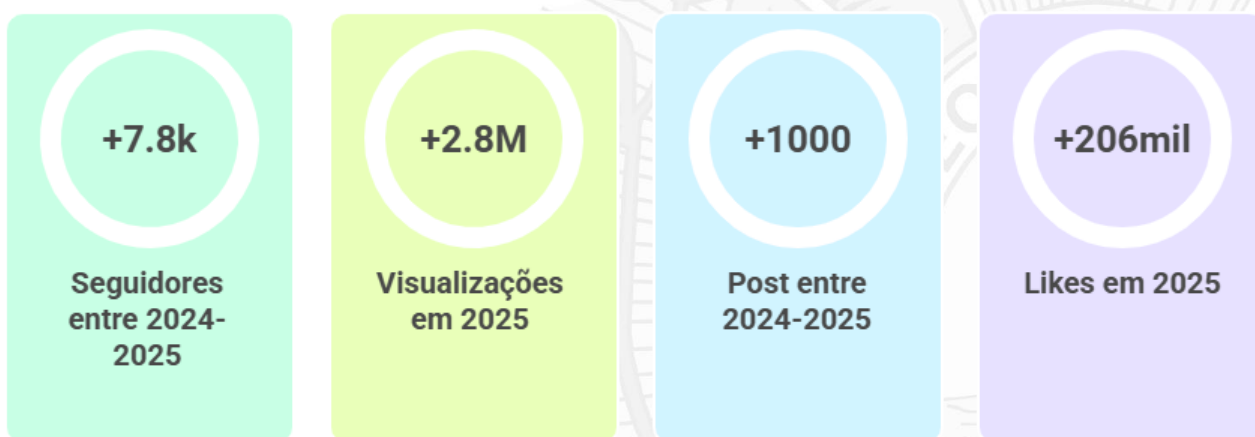 +7.8k
Seguidores
entre 2024-
2025
+2.8M
Visualizações
em 2025
+1000
Post entre
2024-2025
+206mil
Likes em 2025